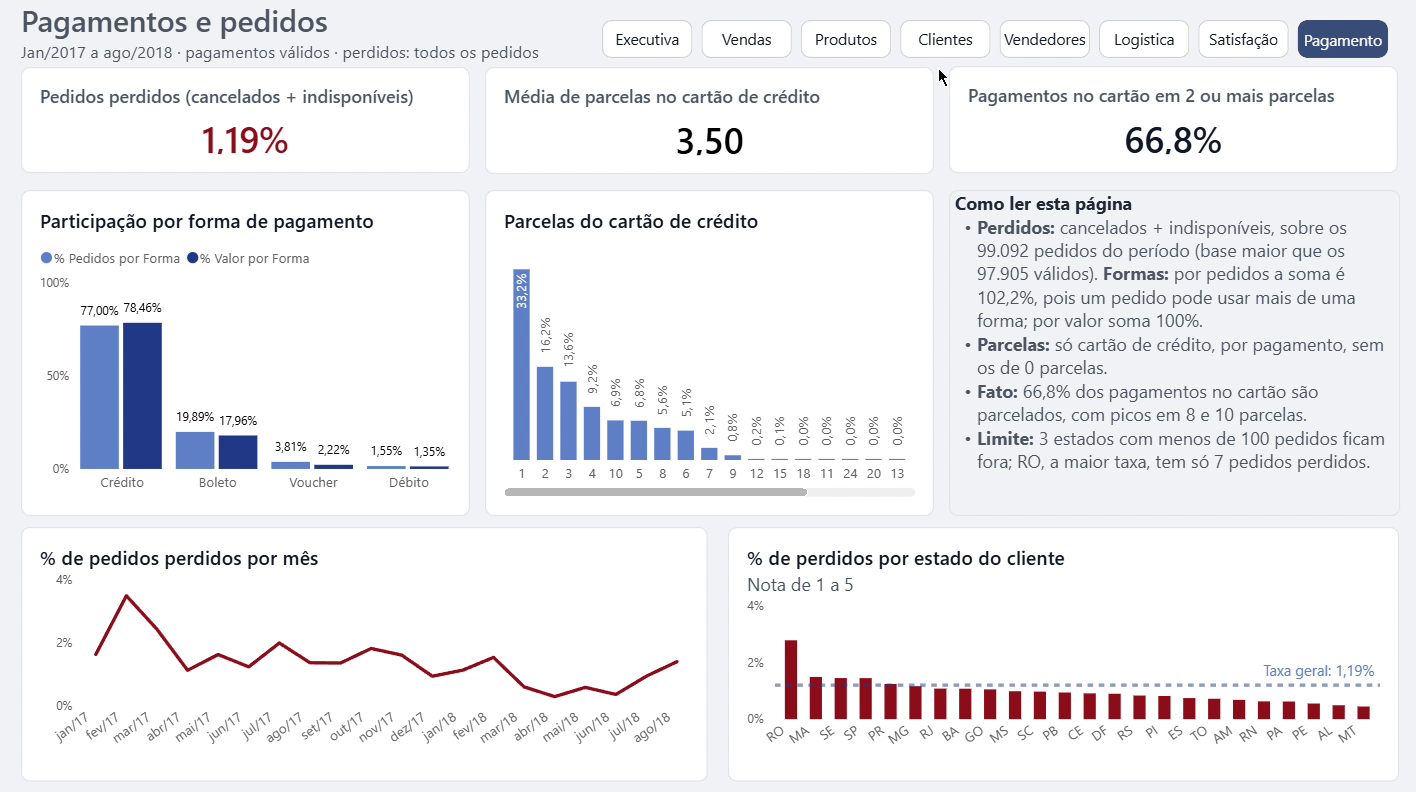 Pagamentos e pedidos
Jan/2017 a ago/2018 · pagamentos válidos · perdidos: todos os pedidos
Executiva
Vendas
Produtos
Clientes
Vendedores
Logistica
Satisfação
Pagamento
Pedidos perdidos (cancelados + indisponíveis)
1,19%
Média de parcelas no cartão de crédito
3,50
Pagamentos no cartão em 2 ou mais parcelas
66,8%
Participação por forma de pagamento
% Pedidos por Forma
% Valor por Forma
100%
50%
0%
77,00%
78,46%
19,89%
17,96%
3,81%
2,22%
1,55%
1,35%
Crédito
Boleto
Voucher
Débito
Parcelas do cartão de crédito
33,2%
16,2%
13,6%
9,2%
6,9%
6,8%
5,6%
5,1%
2,1%
0,8%
0,2%
0,1%
0,0%
0,0%
0,0%
0,0%
0,0%
1
2
3
4
10
5
8
6
7
9
12
15
18
11
24
20
13
Como ler esta página
• Perdidos: cancelados + indisponíveis, sobre os
99.092 pedidos do período (base maior que os
97.905 válidos). Formas: por pedidos a soma é
102,2%, pois um pedido pode usar mais de uma
forma; por valor soma 100%.
• Parcelas: só cartão de crédito, por pagamento, sem
os de 0 parcelas.
• Fato: 66,8% dos pagamentos no cartão são
parcelados, com picos em 8 e 10 parcelas.
• Limite: 3 estados com menos de 100 pedidos ficam
fora; RO, a maior taxa, tem só 7 pedidos perdidos.
% de pedidos perdidos por mês
4%
2%
0%
jan/17
fev/17
mar/17
abr/17
mai/17
jun/17
jul/17
ago/17
set/17
out/17
nov/17
dez/17
jan/18
fev/18
mar/18
abr/18
mai/18
jun/18
jul/18
ago/18
% de perdidos por estado do cliente
Nota de 1 a 5
4%
2%
0%
Taxa geral: 1,19%
RO
MA
SE
SP
PR
MG
RJ
BA
GO
MS
SC
PB
CE
DF
RS
PI
ES
TO
AM
RN
PA
PE
AL
MT